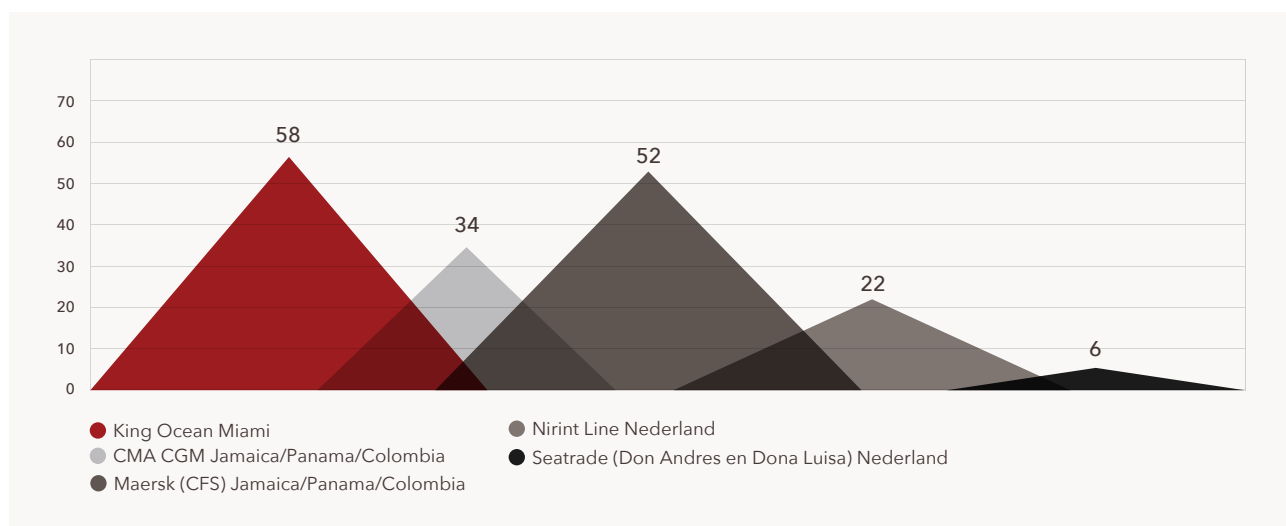 70
60
50
40
30
20
10
0
58
34
52
22
6
King Ocean Miami
CMA CGM Jamaica/Panama/Colombia
Maersk (CFS) Jamaica/Panama/Colombia
Nirint Line Nederland
Seatrade (Don Andres en Dona Luisa) Nederland